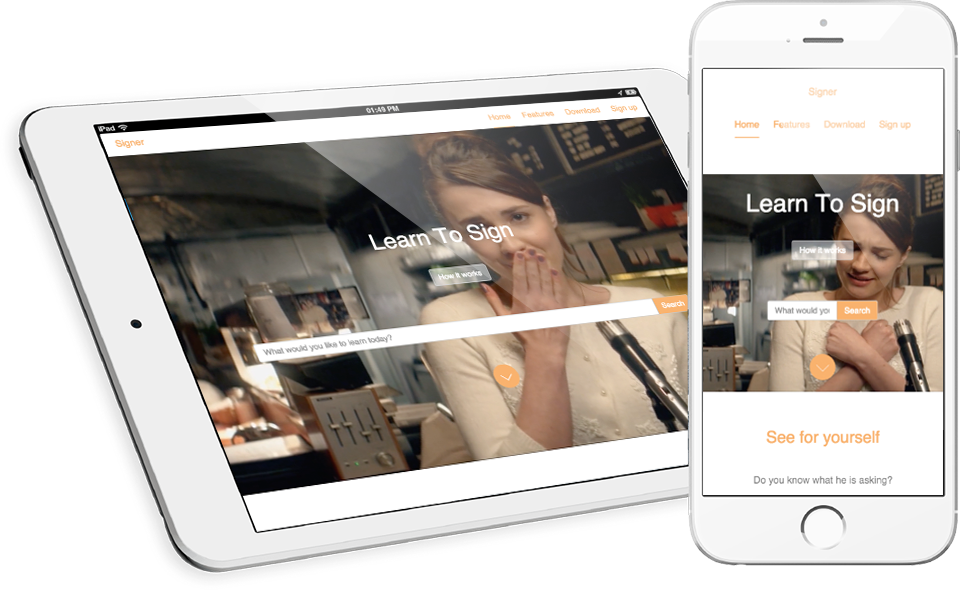 iPad
01:49 PM
Signer
Home Features Download Sign up
Learn To Sign
How it works
What would you like to learn today?
Search
Signer
Home Features Download Sign up
Learn To Sign
How it works
What would you
Search
See for yourself
Do you know what he is asking?